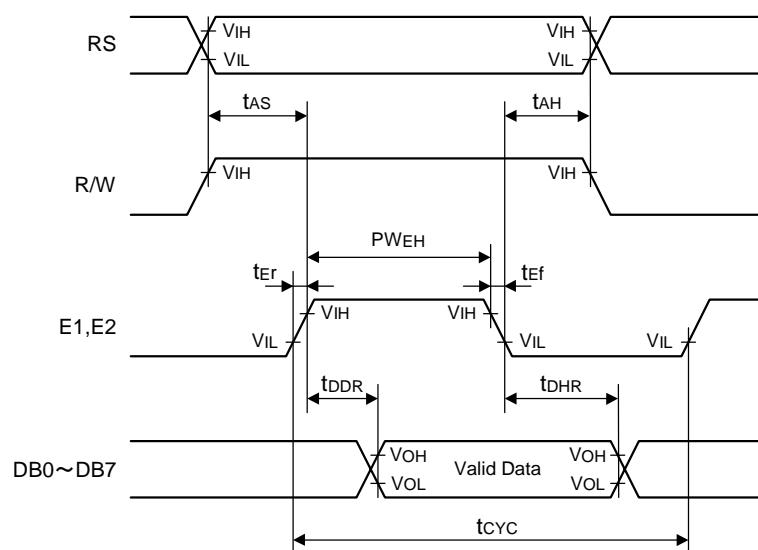 RS
VIH
VIL
VIH
VIL
tAS
tAH
R/W
VIH
VIH
PWEH
tEr
tEf
E1,E2
VIH
VIL
VIH
VIL
VIL
tDDR
tDHR
DB0～DB7
VOH
VOL
Valid Data
VOH
VOL
tCYC